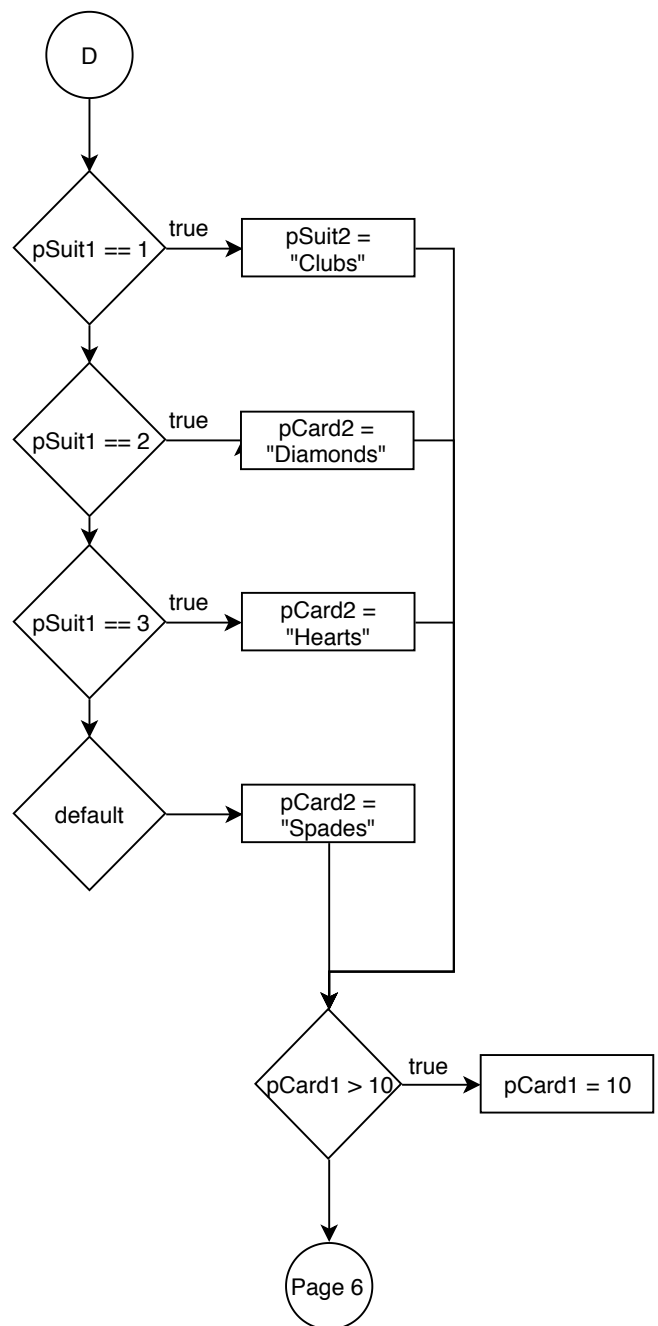 D
pSuit1 == 1
true
pSuit2 =
"Clubs"
pSuit1 == 2
true
pCard2 =
"Diamonds"
pSuit1 == 3
true
pCard2 =
"Hearts"
default
pCard2 =
"Spades"
pCard1 > 10
true
pCard1 = 10
Page 6